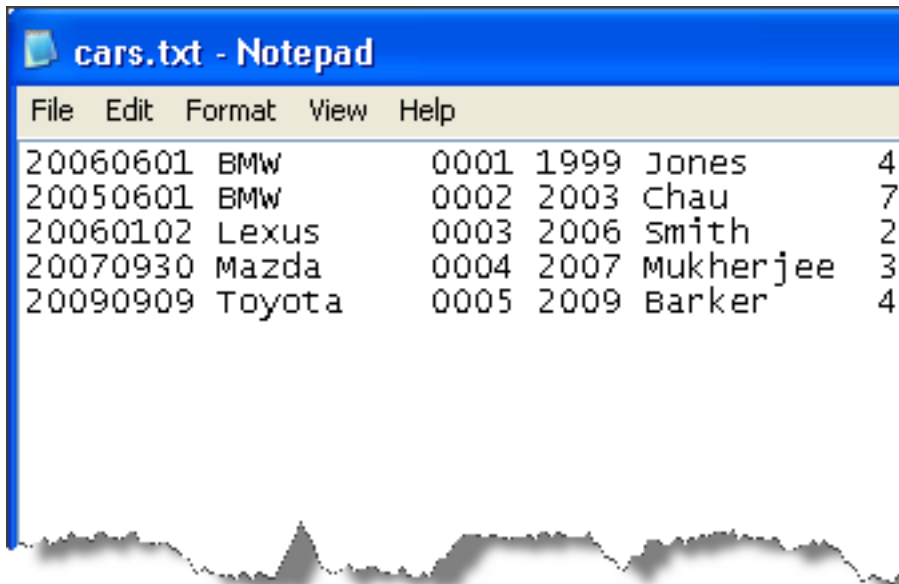 cars.txt - Notepad
File Edit Format View Help
20060601 BMW 0001 1999 Jones 4
20050601 BMW 0002 2003 Chau 7
20060102 Lexus 0003 2006 Smith 2
20070930 Mazda 0004 2007 Mukherjee 3
20090909 Toyota 0005 2009 Barker 4